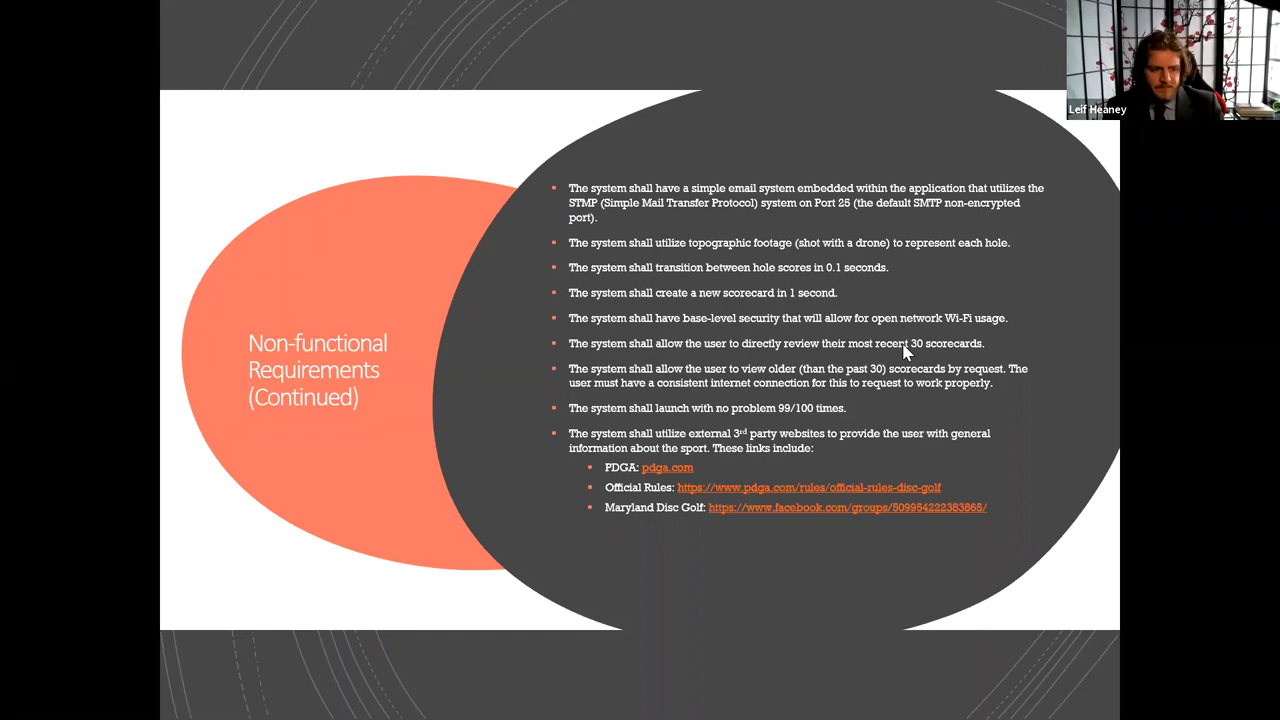 Leif Heaney
Non-functional
Requirements
(Continued)
The system shall have a simple email system embedded within the application that utilizes the
STMP (Simple Mail Transfer Protocol) system on Port 25 (the default SMTP non-encrypted
port).
The system shall utilize topographic footage (shot with a drone) to represent each hole.
The system shall transition between hole scores in 0.1 seconds.
The system shall create a new scorecard in 1 second.
The system shall have base-level security that will allow for open network Wi-Fi usage.
The system shall allow the user to directly review their most recent 30 scorecards.
The system shall allow the user to view older (than the past 30) scorecards by request. The
user must have a consistent internet connection for this to request to work properly.
The system shall launch with no problem 99/100 times.
The system shall utilize external 3rd party websites to provide the user with general
information about the sport. These links include:
PDGA: pdga.com
Official Rules: https://www.pdga.com/rules/official-rules-disc-golf
Maryland Disc Golf: https://www.facebook.com/groups/509954222383865/